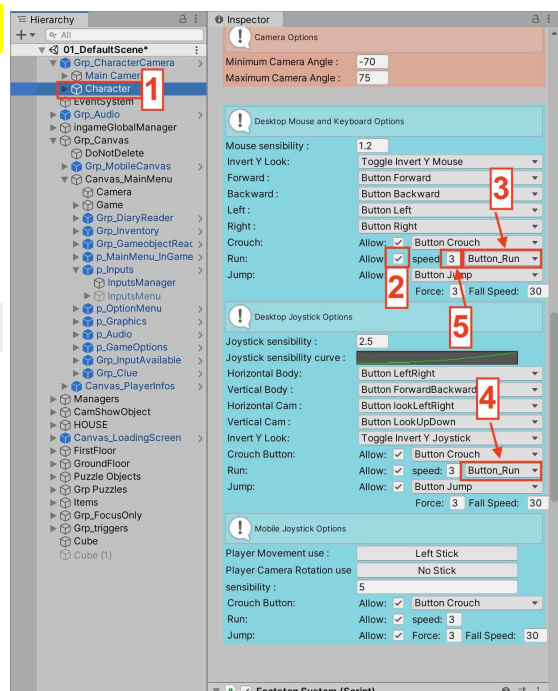 Hierarchy
All
01_DefaultScene*
Grp_CharacterCamera
Main Camer
Character
EventSystem
Grp_Audio
ingameGlobalManager
Grp_Canvas
DoNotDelete
Grp_MobileCanvas
Canvas_MainMenu
Camera
Game
Grp_DiaryReader
Grp_Inventory
Grp_GameobjectReac
p_MainMenu_InGame
p_Inputs
InputsManager
InputsMenu
p_OptionMenu
p_Graphics
p_Audio
p_GameOptions
Grp_InputAvailable
Grp_Clue
Canvas_PlayerInfos
Managers
CamShowObject
HOUSE
Canvas_LoadingScreen
FirstFloor
GroundFloor
Puzzle Objects
Grp Puzzles
Items
Grp_FocusOnly
Grp_triggers
Cube
Cube (1)
1
Inspector
Camera Options
Minimum Camera Angle : -70
Maximum Camera Angle : 75
Desktop Mouse and Keyboard Options
Mouse sensibility : 1.2
Invert Y Look: Toggle Invert Y Mouse
Forward : Button Forward
Backward : Button Backward
Left : Button Left
Right : Button Right
Crouch: Allow: Button Crouch
Run: Allow speed 3 Button_Run
Jump: Allow Button Jump
Force: 3 Fall Speed: 30
3
2
5
Desktop Joystick Options
Joystick sensibility : 2.5
Joystick sensibility curve :
Horizontal Body: Button LeftRight
Vertical Body: Button ForwardBackward
Horizontal Cam : Button lookLeftRight
Vertical Cam : Button LookUpDown
Invert Y Look: Toggle Invert Y Joystick
Crouch Button: Allow: Button Crouch
Run: Allow: speed: 3 Button_Run
Jump: Allow: Button Jump
Force: 3 Fall Speed: 30
4
Mobile Joystick Options
Player Movement use : Left Stick
Player Camera Rotation use No Stick
sensibility : 5
Crouch Button: Allow: Button Crouch
Run: Allow: speed: 3
Jump: Allow: Force: 3 Fall Speed: 30